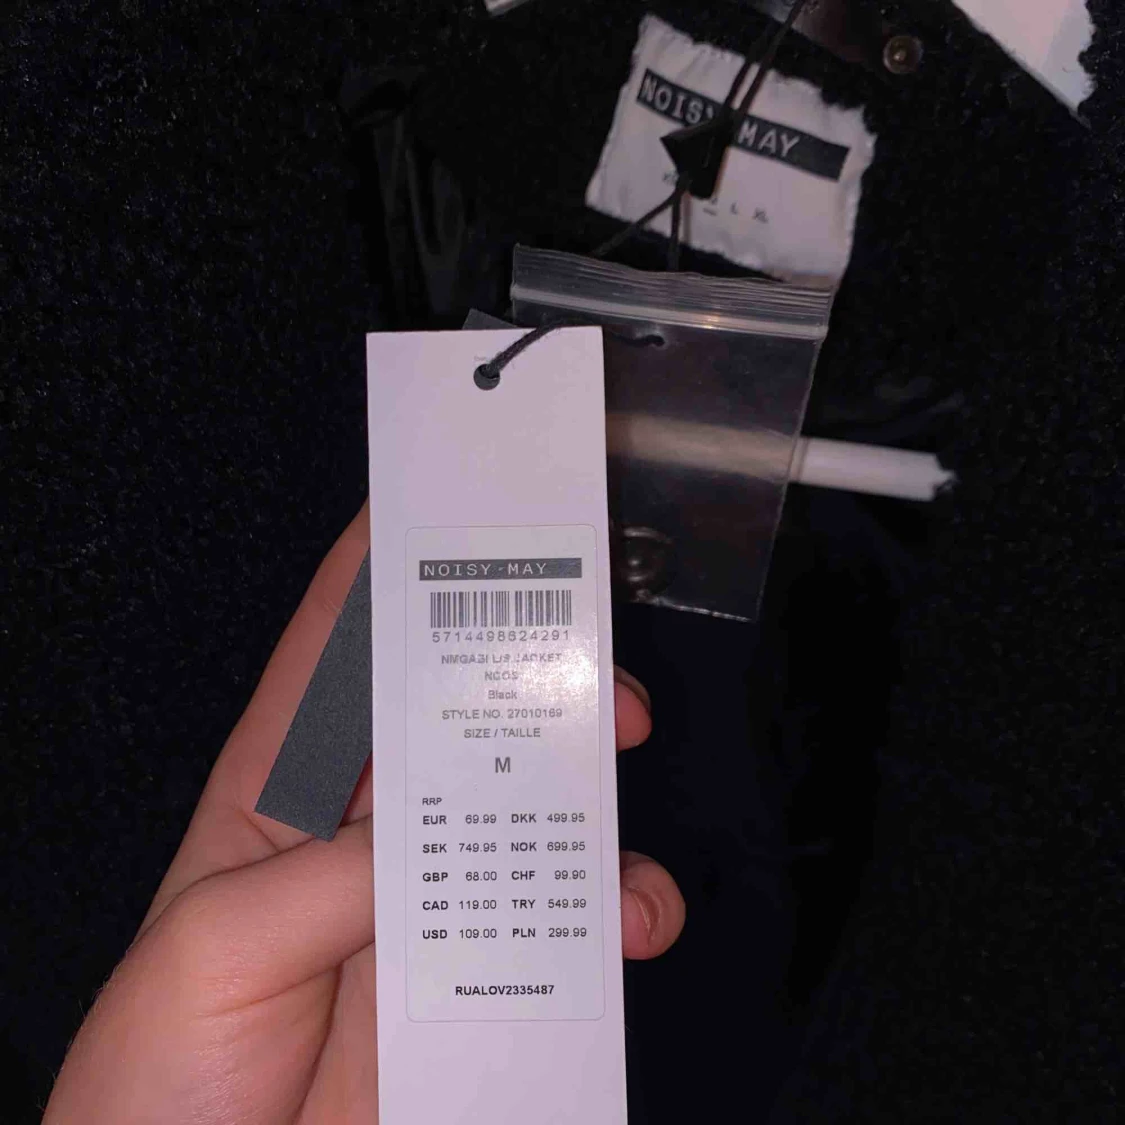 NOISY MAY
L XL
NOISY MAY
5714498624291
NMGABI L/S JACKET
NOOS
Black
STYLE NO. 27010169
SIZE / TAILLE
M
RRP
EUR 69.99 DKK 499.95
SEK 749.95 NOK 699.95
GBP 68.00 CHF 99.90
CAD 119.00 TRY 549.99
USD 109.00 PLN 299.99
RUALOV2335487